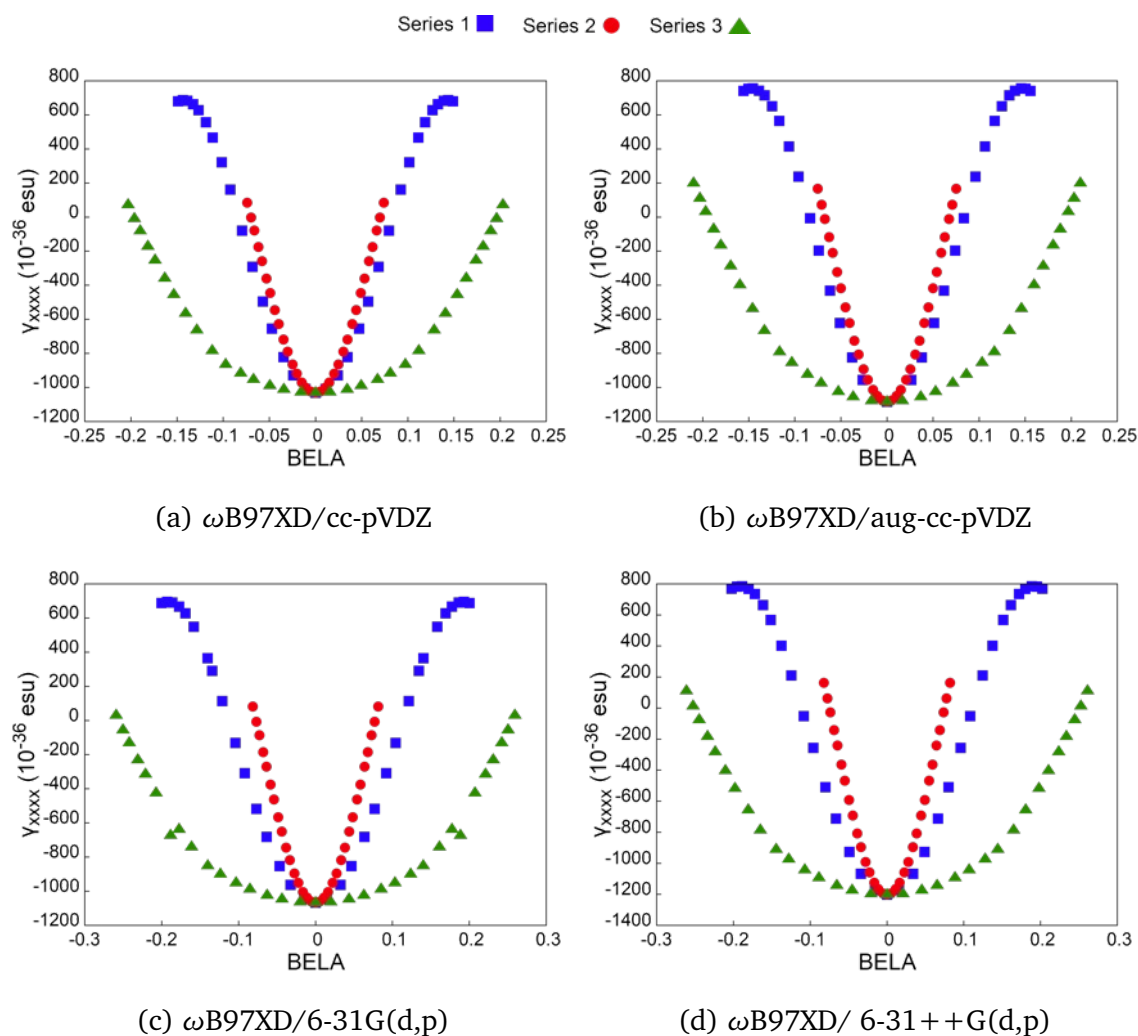 Series 1 Series 2 Series 3
800
600
400
200
0
-200
-400
-600
-800
-1000
-1200
γxxxx (10-36 esu)
-0.25 -0.2 -0.15 -0.1 -0.05 0 0.05 0.1 0.15 0.2 0.25
BELA
(a) ωB97XD/cc-pVDZ
800
600
400
200
0
-200
-400
-600
-800
-1000
-1200
γxxxx (10-36 esu)
-0.25 -0.2 -0.15 -0.1 -0.05 0 0.05 0.1 0.15 0.2 0.25
BELA
(b) ωB97XD/aug-cc-pVDZ
800
600
400
200
0
-200
-400
-600
-800
-1000
-1200
γxxxx (10-36 esu)
-0.3 -0.2 -0.1 0 0.1 0.2 0.3
BELA
(c) ωB97XD/6-31G(d,p)
800
600
400
200
0
-200
-400
-600
-800
-1000
-1200
-1400
γxxxx (10-36 esu)
-0.3 -0.2 -0.1 0 0.1 0.2 0.3
BELA
(d) ωB97XD/ 6-31++G(d,p)